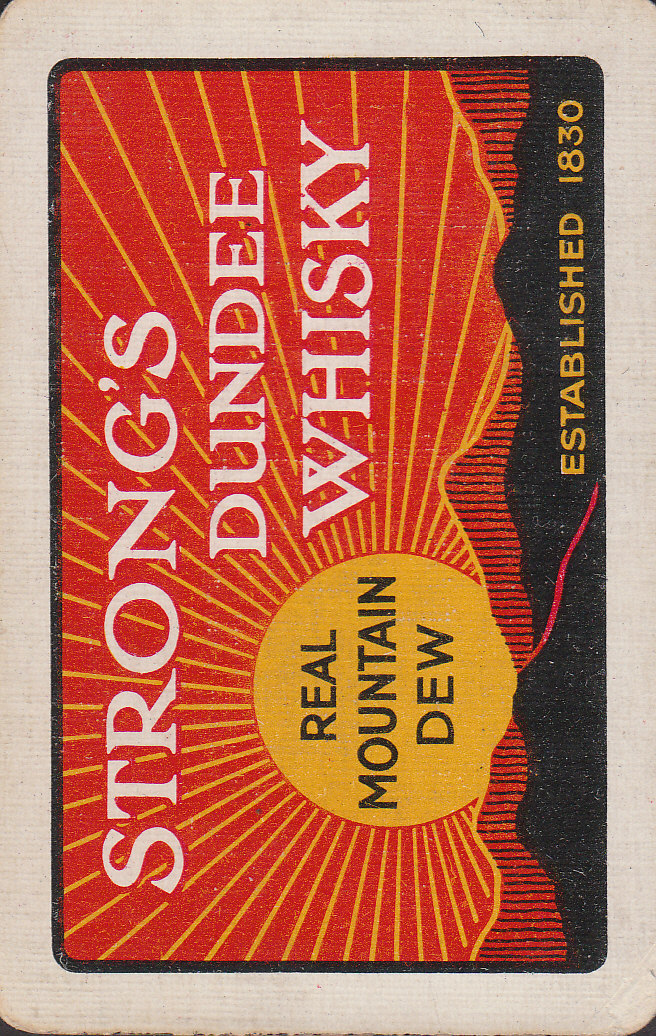 STRONG'S
DUNDEE
WHISKY
REAL
MOUNTAIN
DEW
ESTABLISHED 1830